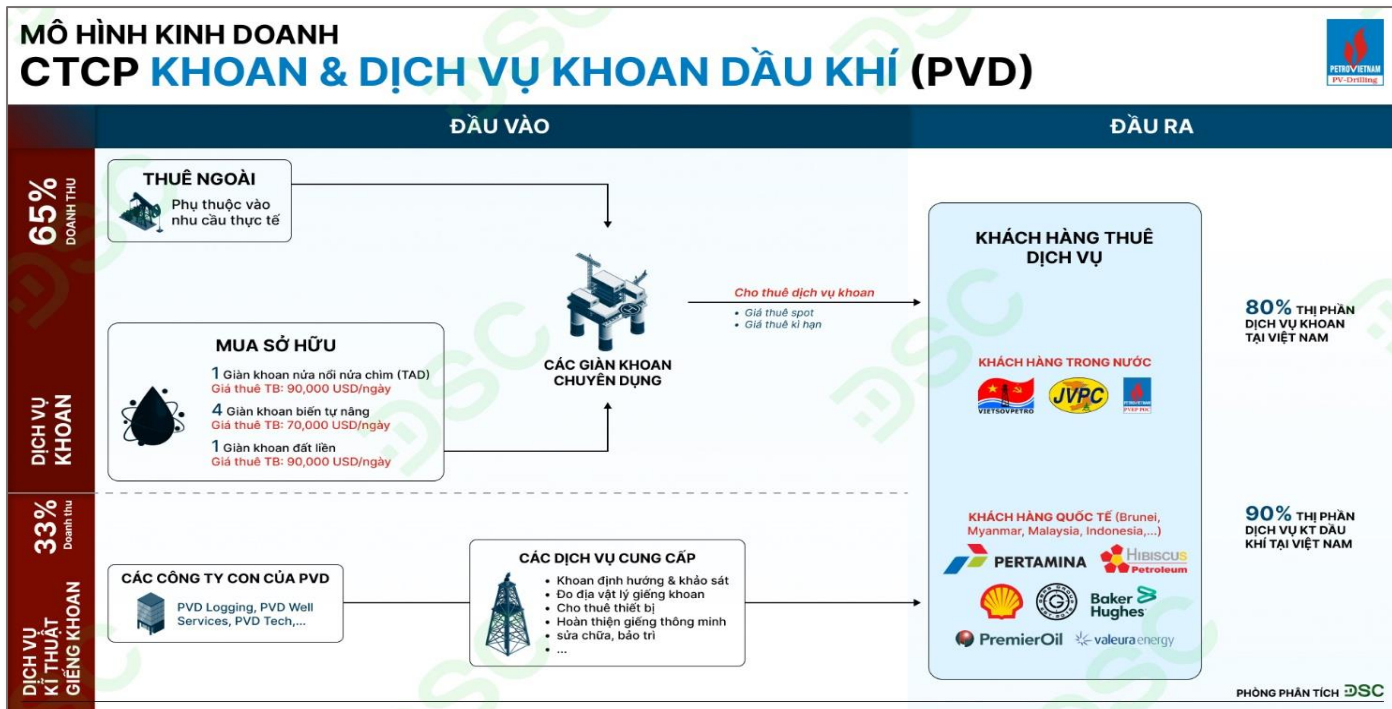 MÔ HÌNH KINH DOANH
CTCP KHOAN & DỊCH VỤ KHOAN DẦU KHÍ (PVD)
PETROVIETNAM
PV-Drilling
ĐẦU VÀO
ĐẦU RA
65%
DOANH THU
DỊCH VỤ
KHOAN
THUÊ NGOÀI
Phụ thuộc vào
nhu cầu thực tế
MUA SỞ HỮU
1 Giàn khoan nửa nổi nửa chìm (TAD)
Giá thuê TB: 90,000 USD/ngày
4 Giàn khoan biển tự nâng
Giá thuê TB: 70,000 USD/ngày
1 Giàn khoan đất liền
Giá thuê TB: 90,000 USD/ngày
CÁC GIÀN KHOAN
CHUYÊN DỤNG
Cho thuê dịch vụ khoan
• Giá thuê spot
• Giá thuê kì hạn
KHÁCH HÀNG THUÊ
DỊCH VỤ
KHÁCH HÀNG TRONG NƯỚC
VIETSOVPETRO
JVPC
PETROVIETNAM
PVEP POC
80% THỊ PHẦN
DỊCH VỤ KHOAN
TẠI VIỆT NAM
33%
Doanh thu
DỊCH VỤ
KĨ THUẬT
GIẾNG KHOAN
CÁC CÔNG TY CON CỦA PVD
PVD Logging, PVD Well
Services, PVD Tech,...
CÁC DỊCH VỤ CUNG CẤP
• Khoan định hướng & khảo sát
• Đo địa vật lý giếng khoan
• Cho thuê thiết bị
• Hoàn thiện giếng thông minh
• sửa chữa, bảo trì
• ...
KHÁCH HÀNG QUỐC TẾ (Brunei,
Myanmar, Malaysia, Indonesia,...)
PERTAMINA
HIBISCUS
Petroleum
Baker
Hughes
PremierOil
valeura energy
90% THỊ PHẦN
DỊCH VỤ KT DẦU
KHÍ TẠI VIỆT NAM
PHÒNG PHÂN TÍCH DSC